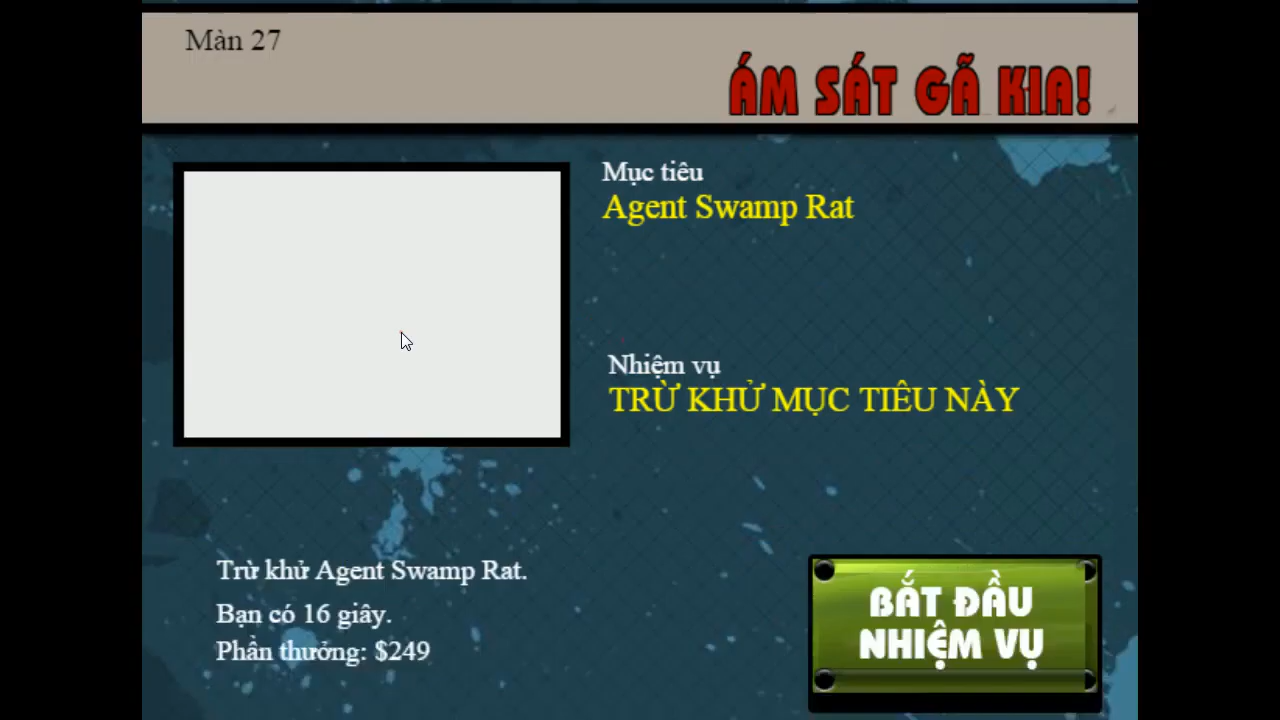 Màn 27
ÁM SÁT GÃ KIA!
Mục tiêu
Agent Swamp Rat
Nhiệm vụ
TRỪ KHỬ MỤC TIÊU NÀY
Trừ khử Agent Swamp Rat.
Bạn có 16 giây.
Phần thưởng: $249
BẮT ĐẦU
NHIỆM VỤ